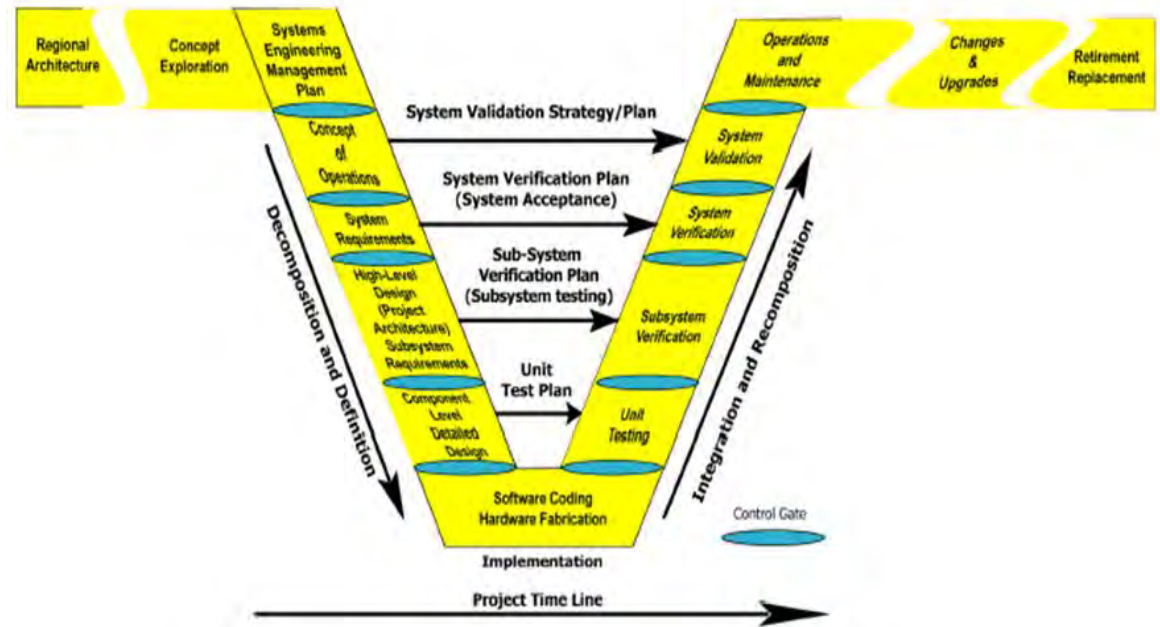 Regional
Architecture
Concept
Exploration
Systems
Engineering
Management
Plan
Concept
of
Operations
System
Requirements
High-Level
Design
(Project
Architecture)
Subsystem
Requirements
Component
Level
Detailed
Design
Software Coding
Hardware Fabrication
Implementation
Unit
Testing
Subsystem
Verification
System
Verification
System
Validation
Operations
and
Maintenance
Changes
&
Upgrades
Retirement
Replacement
System Validation Strategy/Plan
System Verification Plan
(System Acceptance)
Sub-System
Verification Plan
(Subsystem testing)
Unit
Test Plan
Decomposition and Definition
Integration and Recomposition
Control Gate
Project Time Line